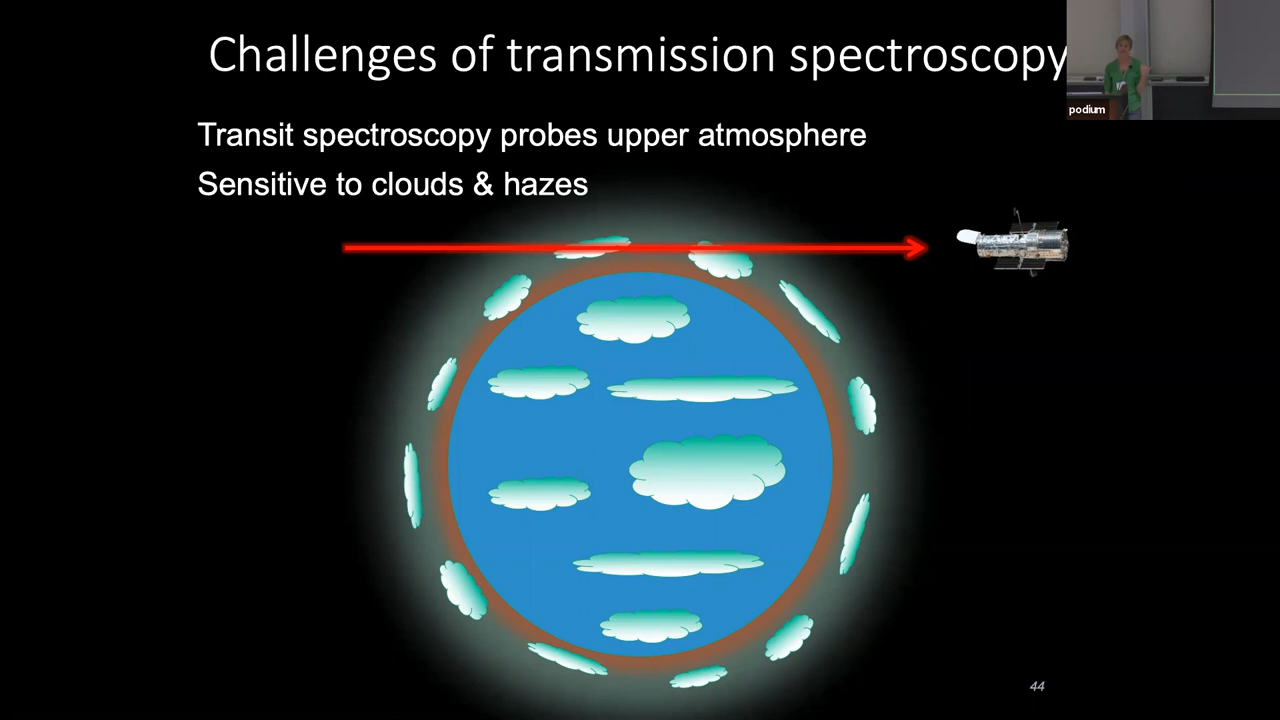 Challenges of transmission spectroscopy
podium
Transit spectroscopy probes upper atmosphere
Sensitive to clouds & hazes
44